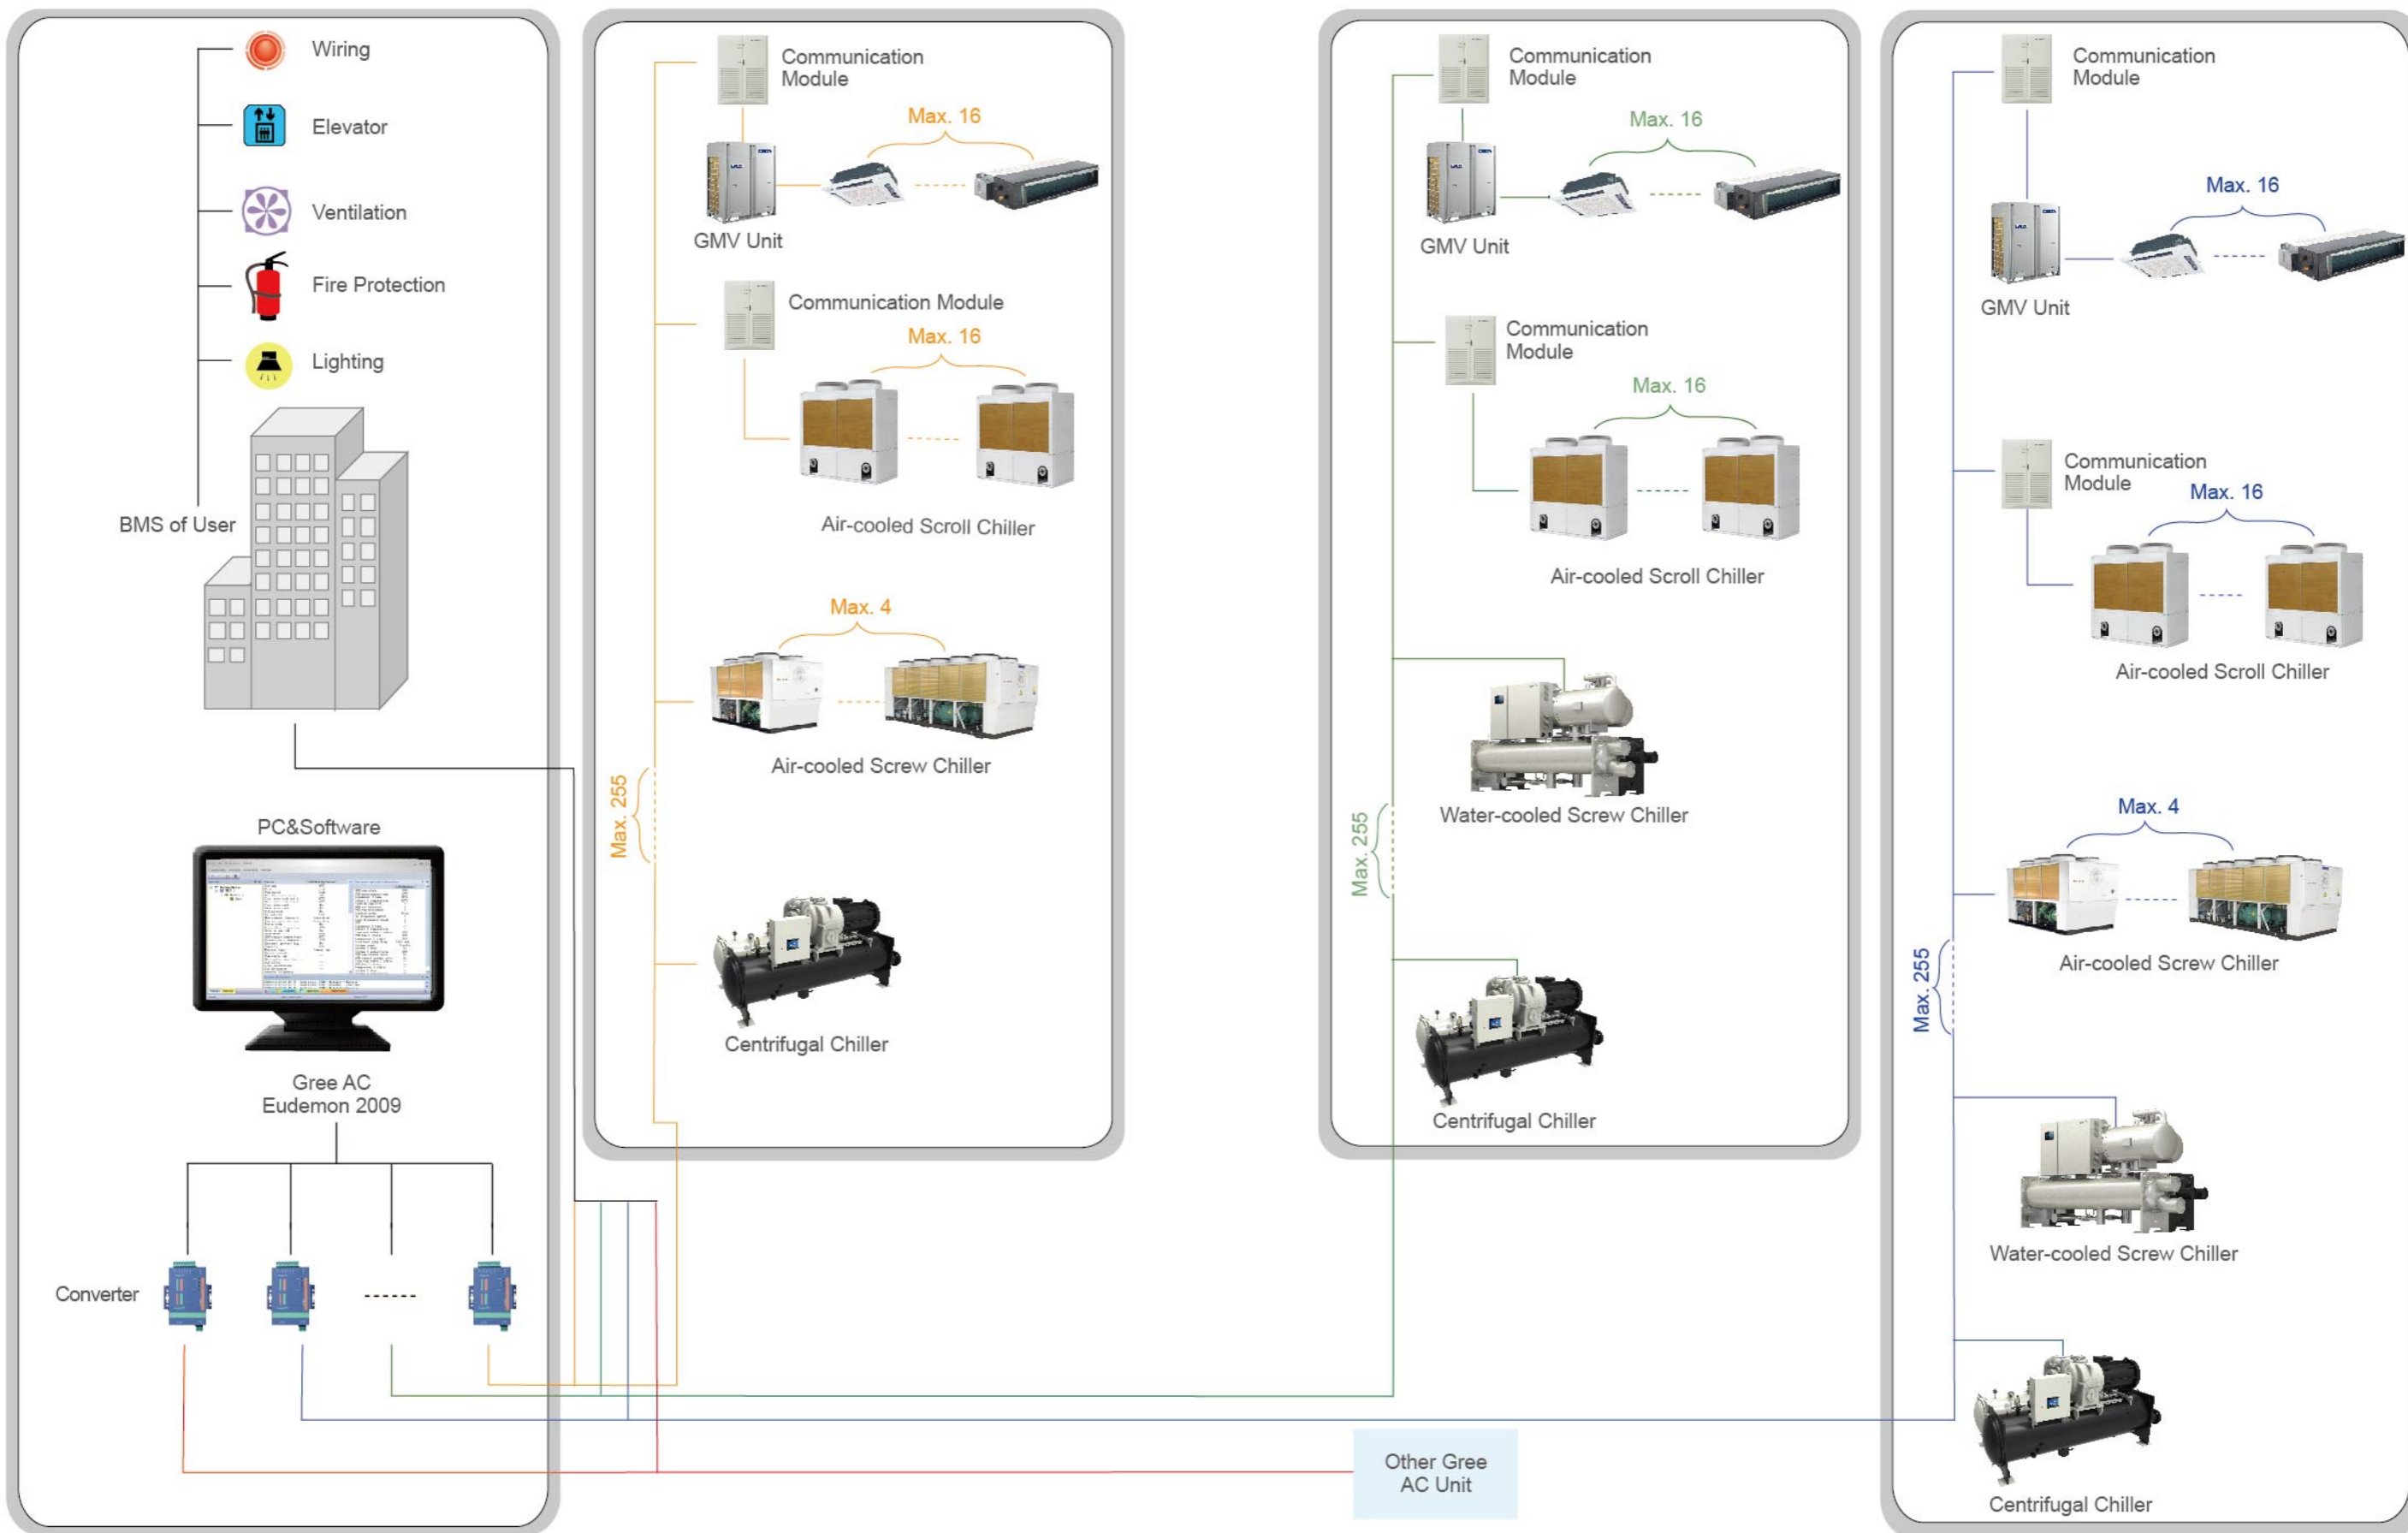 Wiring
Elevator
Ventilation
Fire Protection
Lighting
BMS of User
PC&Software
Gree AC
Eudemon 2009
Converter
Communication
Module
Max. 16
GMV Unit
Communication Module
Max. 16
Air-cooled Scroll Chiller
Max. 4
Air-cooled Screw Chiller
Max. 255
Centrifugal Chiller
Communication
Module
Max. 16
GMV Unit
Communication
Module
Max. 16
Air-cooled Scroll Chiller
Water-cooled Screw Chiller
Max. 255
Centrifugal Chiller
Other Gree
AC Unit
Communication
Module
Max. 16
GMV Unit
Communication
Module
Max. 16
Air-cooled Scroll Chiller
Max. 4
Air-cooled Screw Chiller
Max. 255
Water-cooled Screw Chiller
Centrifugal Chiller